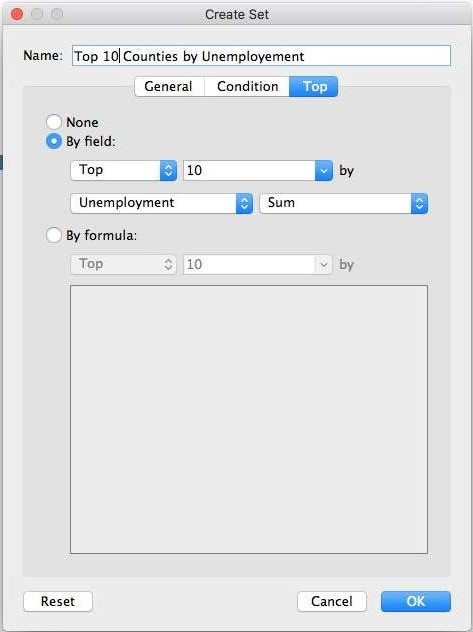 Create Set
Name: Top 10 Counties by Unemployement
General Condition Top
None
By field:
Top 10 by
Unemployment Sum
By formula:
Top 10 by
Reset Cancel OK